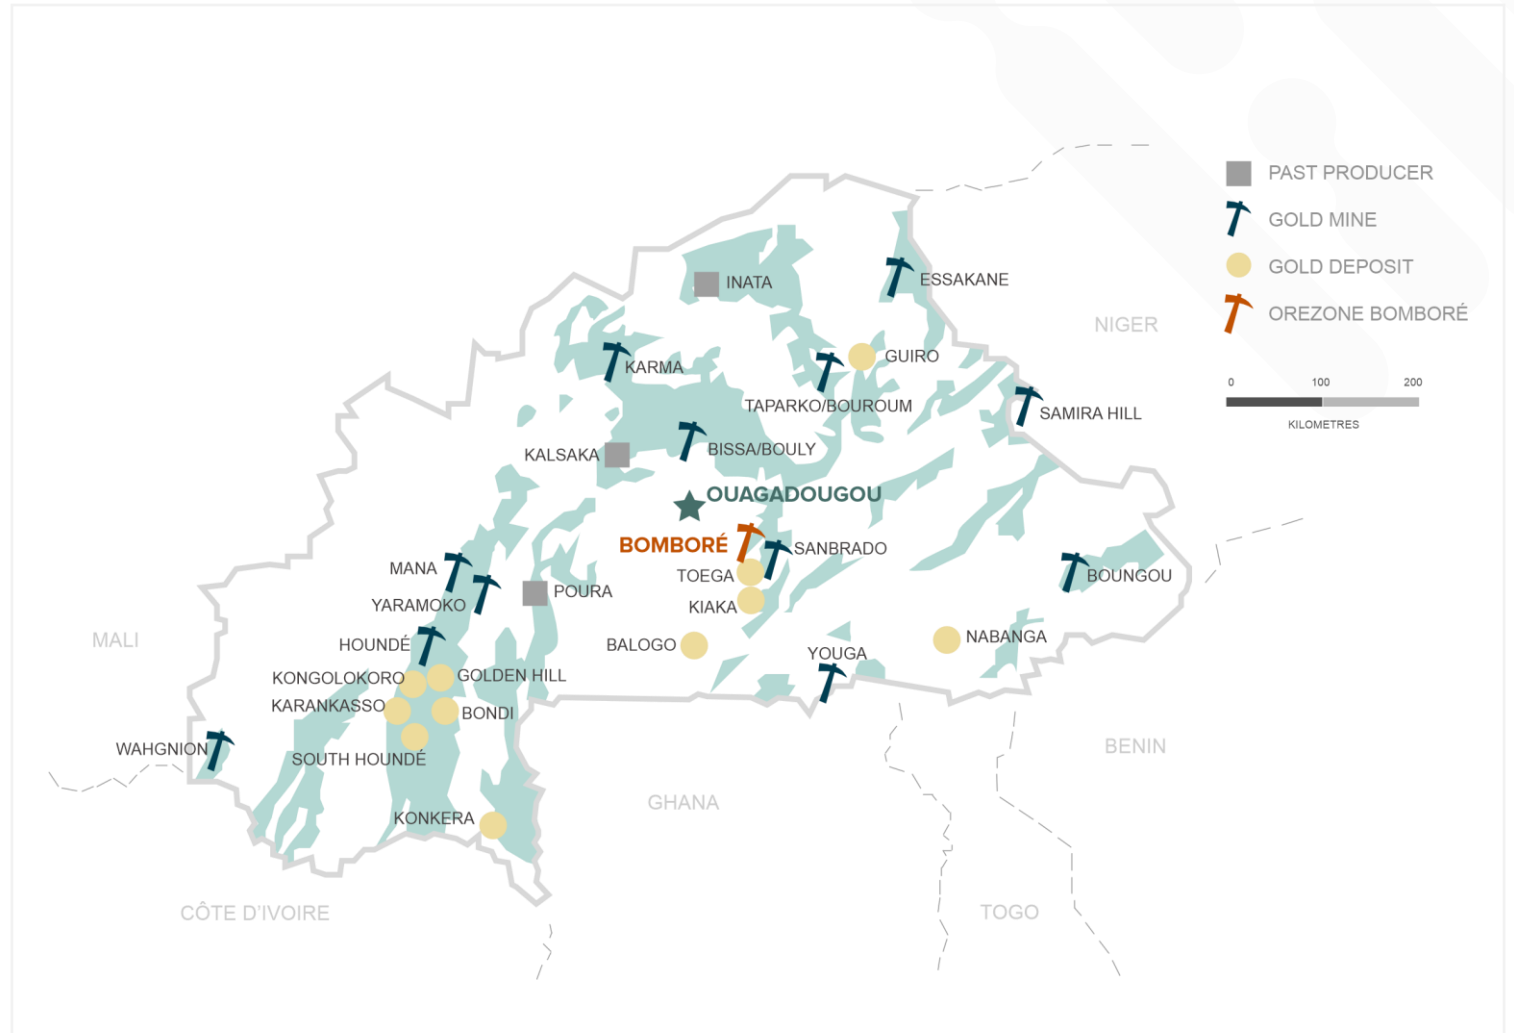 PAST PRODUCER
GOLD MINE
GOLD DEPOSIT
OREZONE BOMBORÉ
0 100 200
KILOMETRES
INATA
ESSAKANE
NIGER
KARMA
GUIRO
TAPARKO/BOUROUM
SAMIRA HILL
KALSAKA
BISSA/BOULY
OUAGADOUGOU
BOMBORÉ
SANBRADO
MANA
TOEGA
BOUNGOU
YARAMOKO
POURA
KIAKA
MALI
HOUNDÉ
BALOGO
YOUGA
NABANGA
KONGOLOKORO
GOLDEN HILL
KARANKASSO
BONDI
WAHGNION
SOUTH HOUNDÉ
BENIN
GHANA
KONKERA
CÔTE D'IVOIRE
TOGO